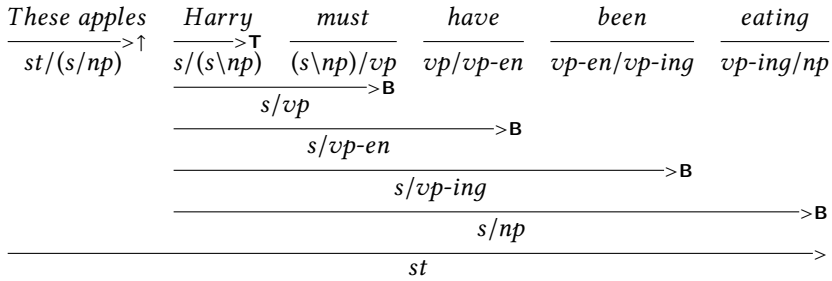 These apples Harry must have been eating
>↑ >T
st/(s/np) s/(s\np) (s\np)/vp vp/vp-en vp-en/vp-ing vp-ing/np
>B
s/vp
>B
s/vp-en
>B
s/vp-ing
>B
s/np
>
st